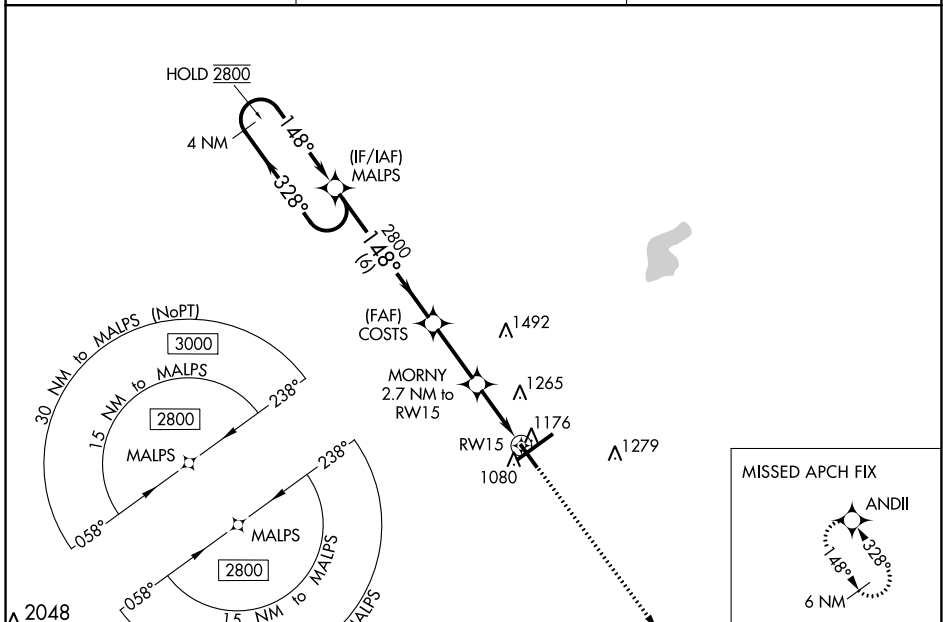 HOLD 2800
4 NM
148°
328°
(IF/IAF)
MALPS
2800
148°
(6)
(FAF)
COSTS
1492
MORNY
2.7 NM to
RW15
1265
1176
RW15
1080
1279
30 NM to MALPS (NoPT)
3000
15 NM to MALPS
2800
238°
MALPS
058°
238°
MALPS
2800
058°
15 NM to MALPS
MALPS
2048
MISSED APCH FIX
ANDII
148°
328°
6 NM